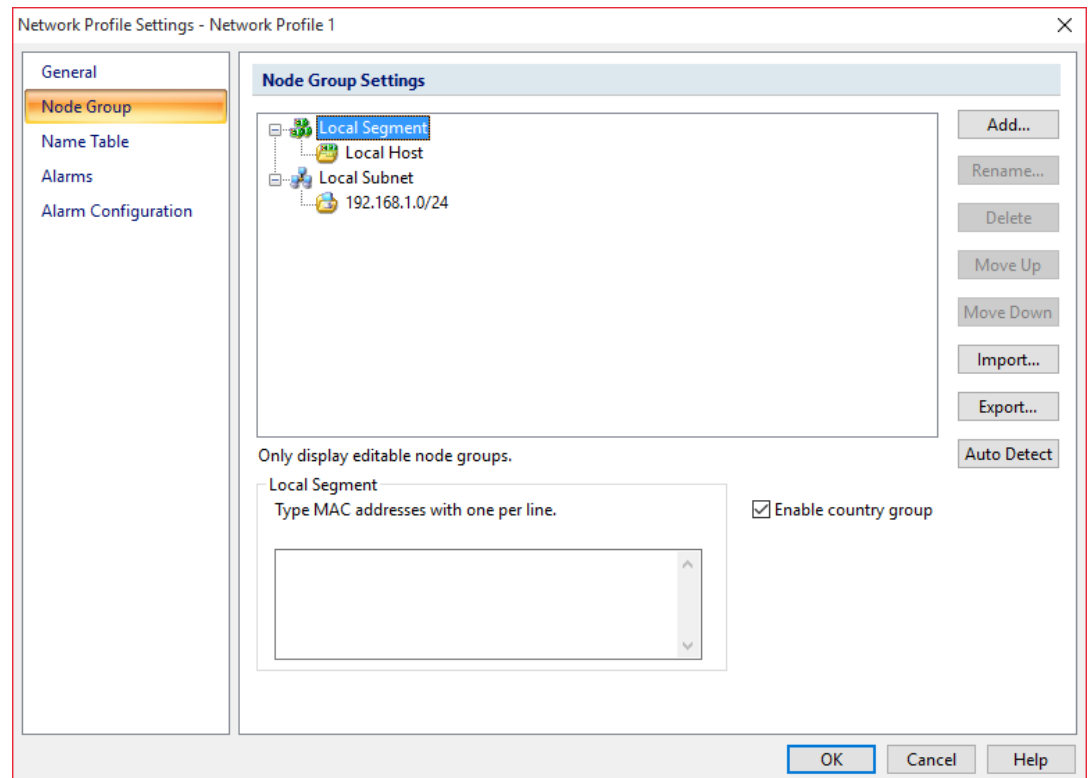 Network Profile Settings - Network Profile 1
General
Node Group
Name Table
Alarms
Alarm Configuration
Node Group Settings
Local Segment
Local Host
Local Subnet
192.168.1.0/24
Add...
Rename...
Delete
Move Up
Move Down
Import...
Export...
Auto Detect
Only display editable node groups.
Local Segment
Type MAC addresses with one per line.
Enable country group
OK
Cancel
Help